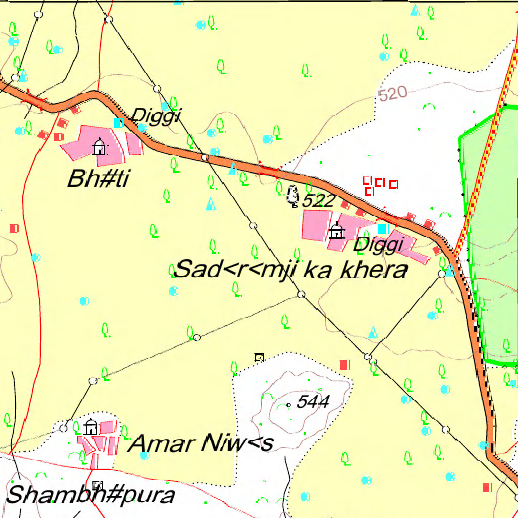 520
Diggi
Bh#ti
522
Diggi
Sad<r<mji ka khera
544
Amar Niw<s
Shambh#pura